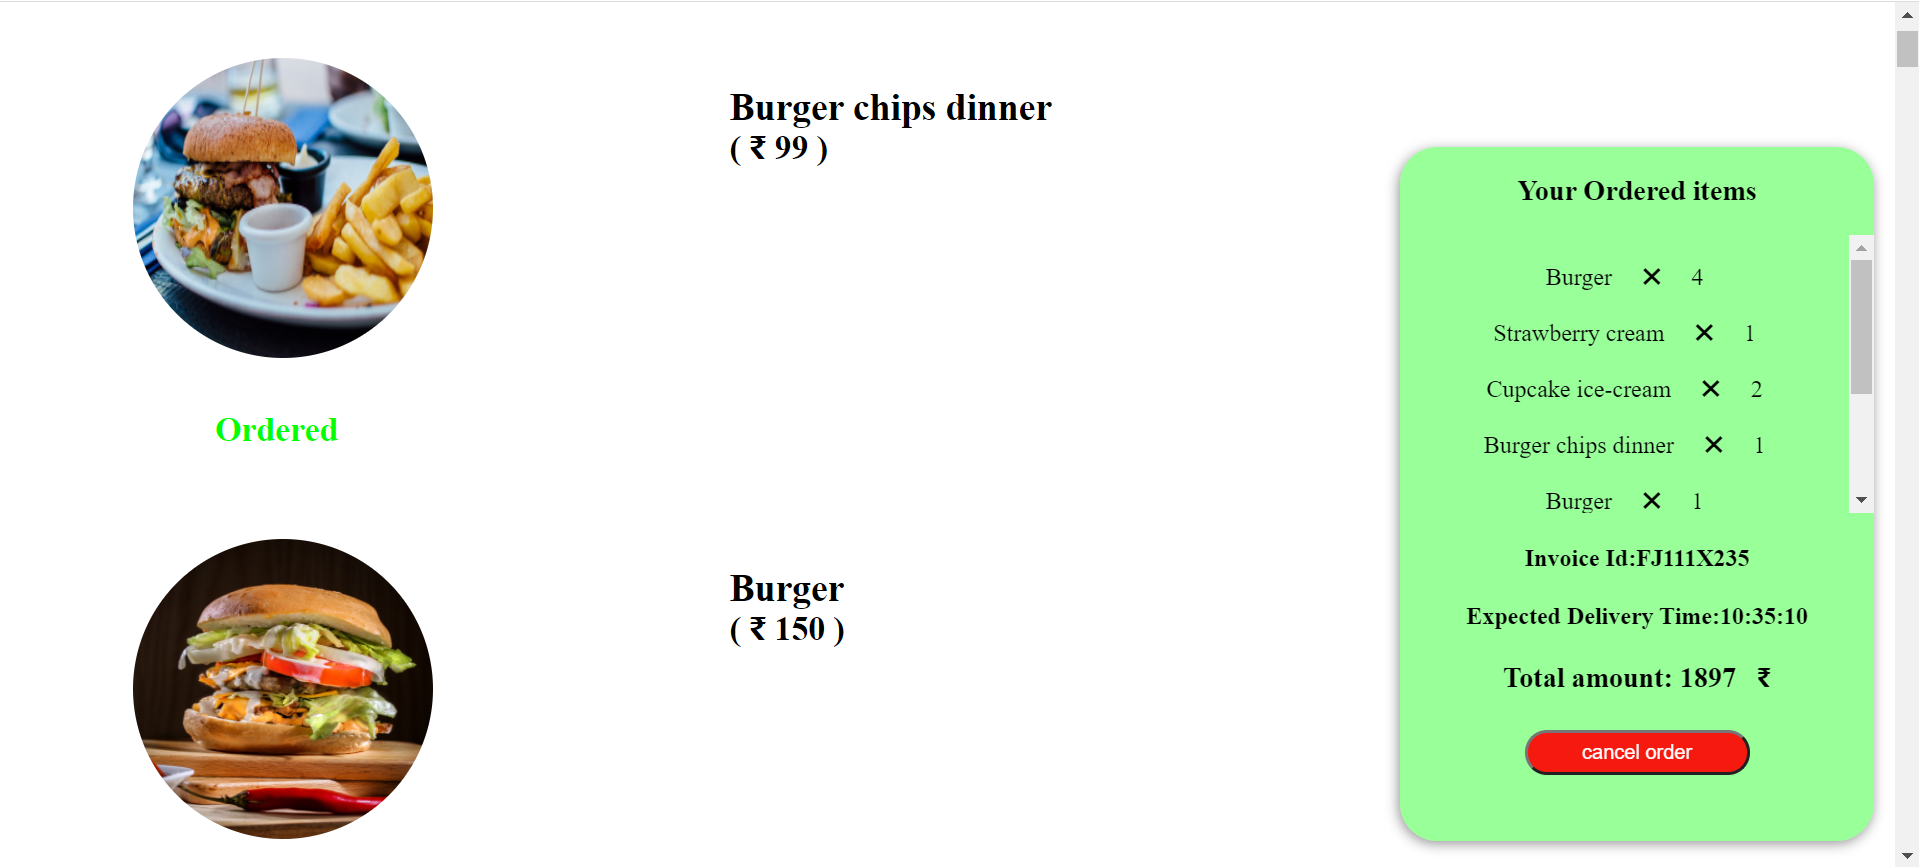 Burger chips dinner
( ₹ 99 )
Ordered
Burger
( ₹ 150 )
Your Ordered items
Burger ✕ 4
Strawberry cream ✕ 1
Cupcake ice-cream ✕ 2
Burger chips dinner ✕ 1
Burger ✕ 1
Invoice Id:FJ111X235
Expected Delivery Time:10:35:10
Total amount: 1897 ₹
cancel order